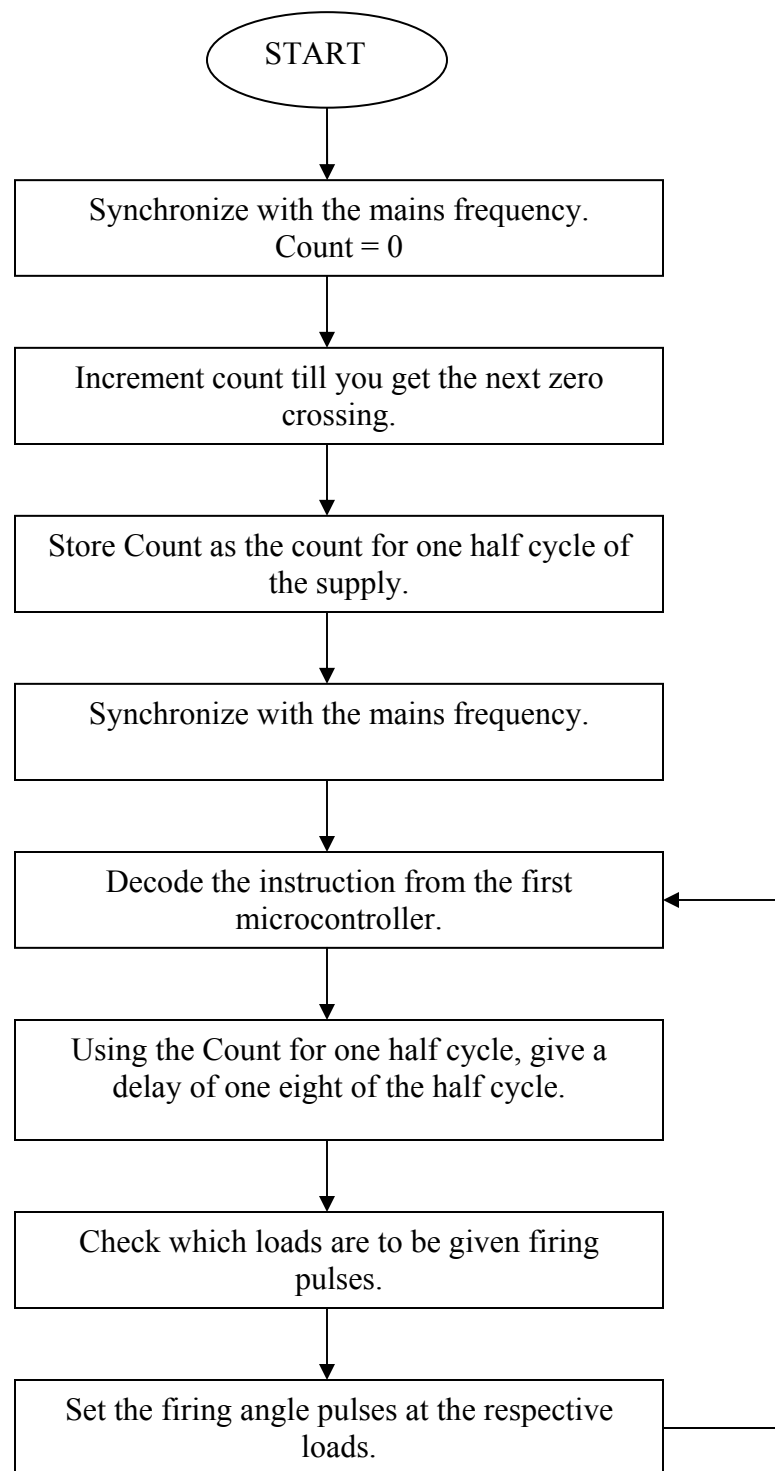 START
Synchronize with the mains frequency.
Count = 0
Increment count till you get the next zero
crossing.
Store Count as the count for one half cycle of
the supply.
Synchronize with the mains frequency.
Decode the instruction from the first
microcontroller.
Using the Count for one half cycle, give a
delay of one eight of the half cycle.
Check which loads are to be given firing
pulses.
Set the firing angle pulses at the respective
loads.